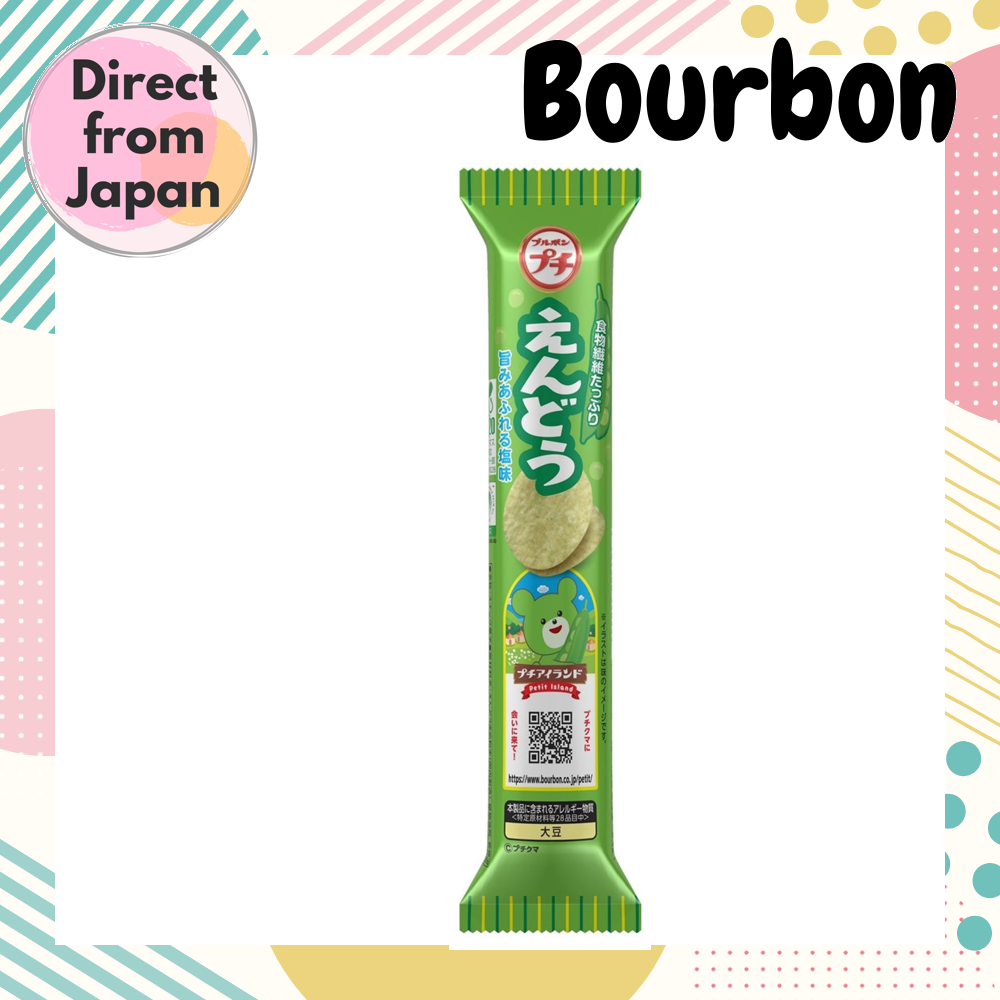 Direct
from
Japan
Bourbon
ブルボン
プチ
えんどう
食物繊維たっぷり
旨みあふれる塩味
プチアイランド
Petit Island
プチクマに
会いに来て!
https://www.bourbon.co.jp/petit/
※イラストは味のイメージです。
本製品に含まれるアレルギー物質
<特定原材料等28品目中>
大豆
©プチクマ